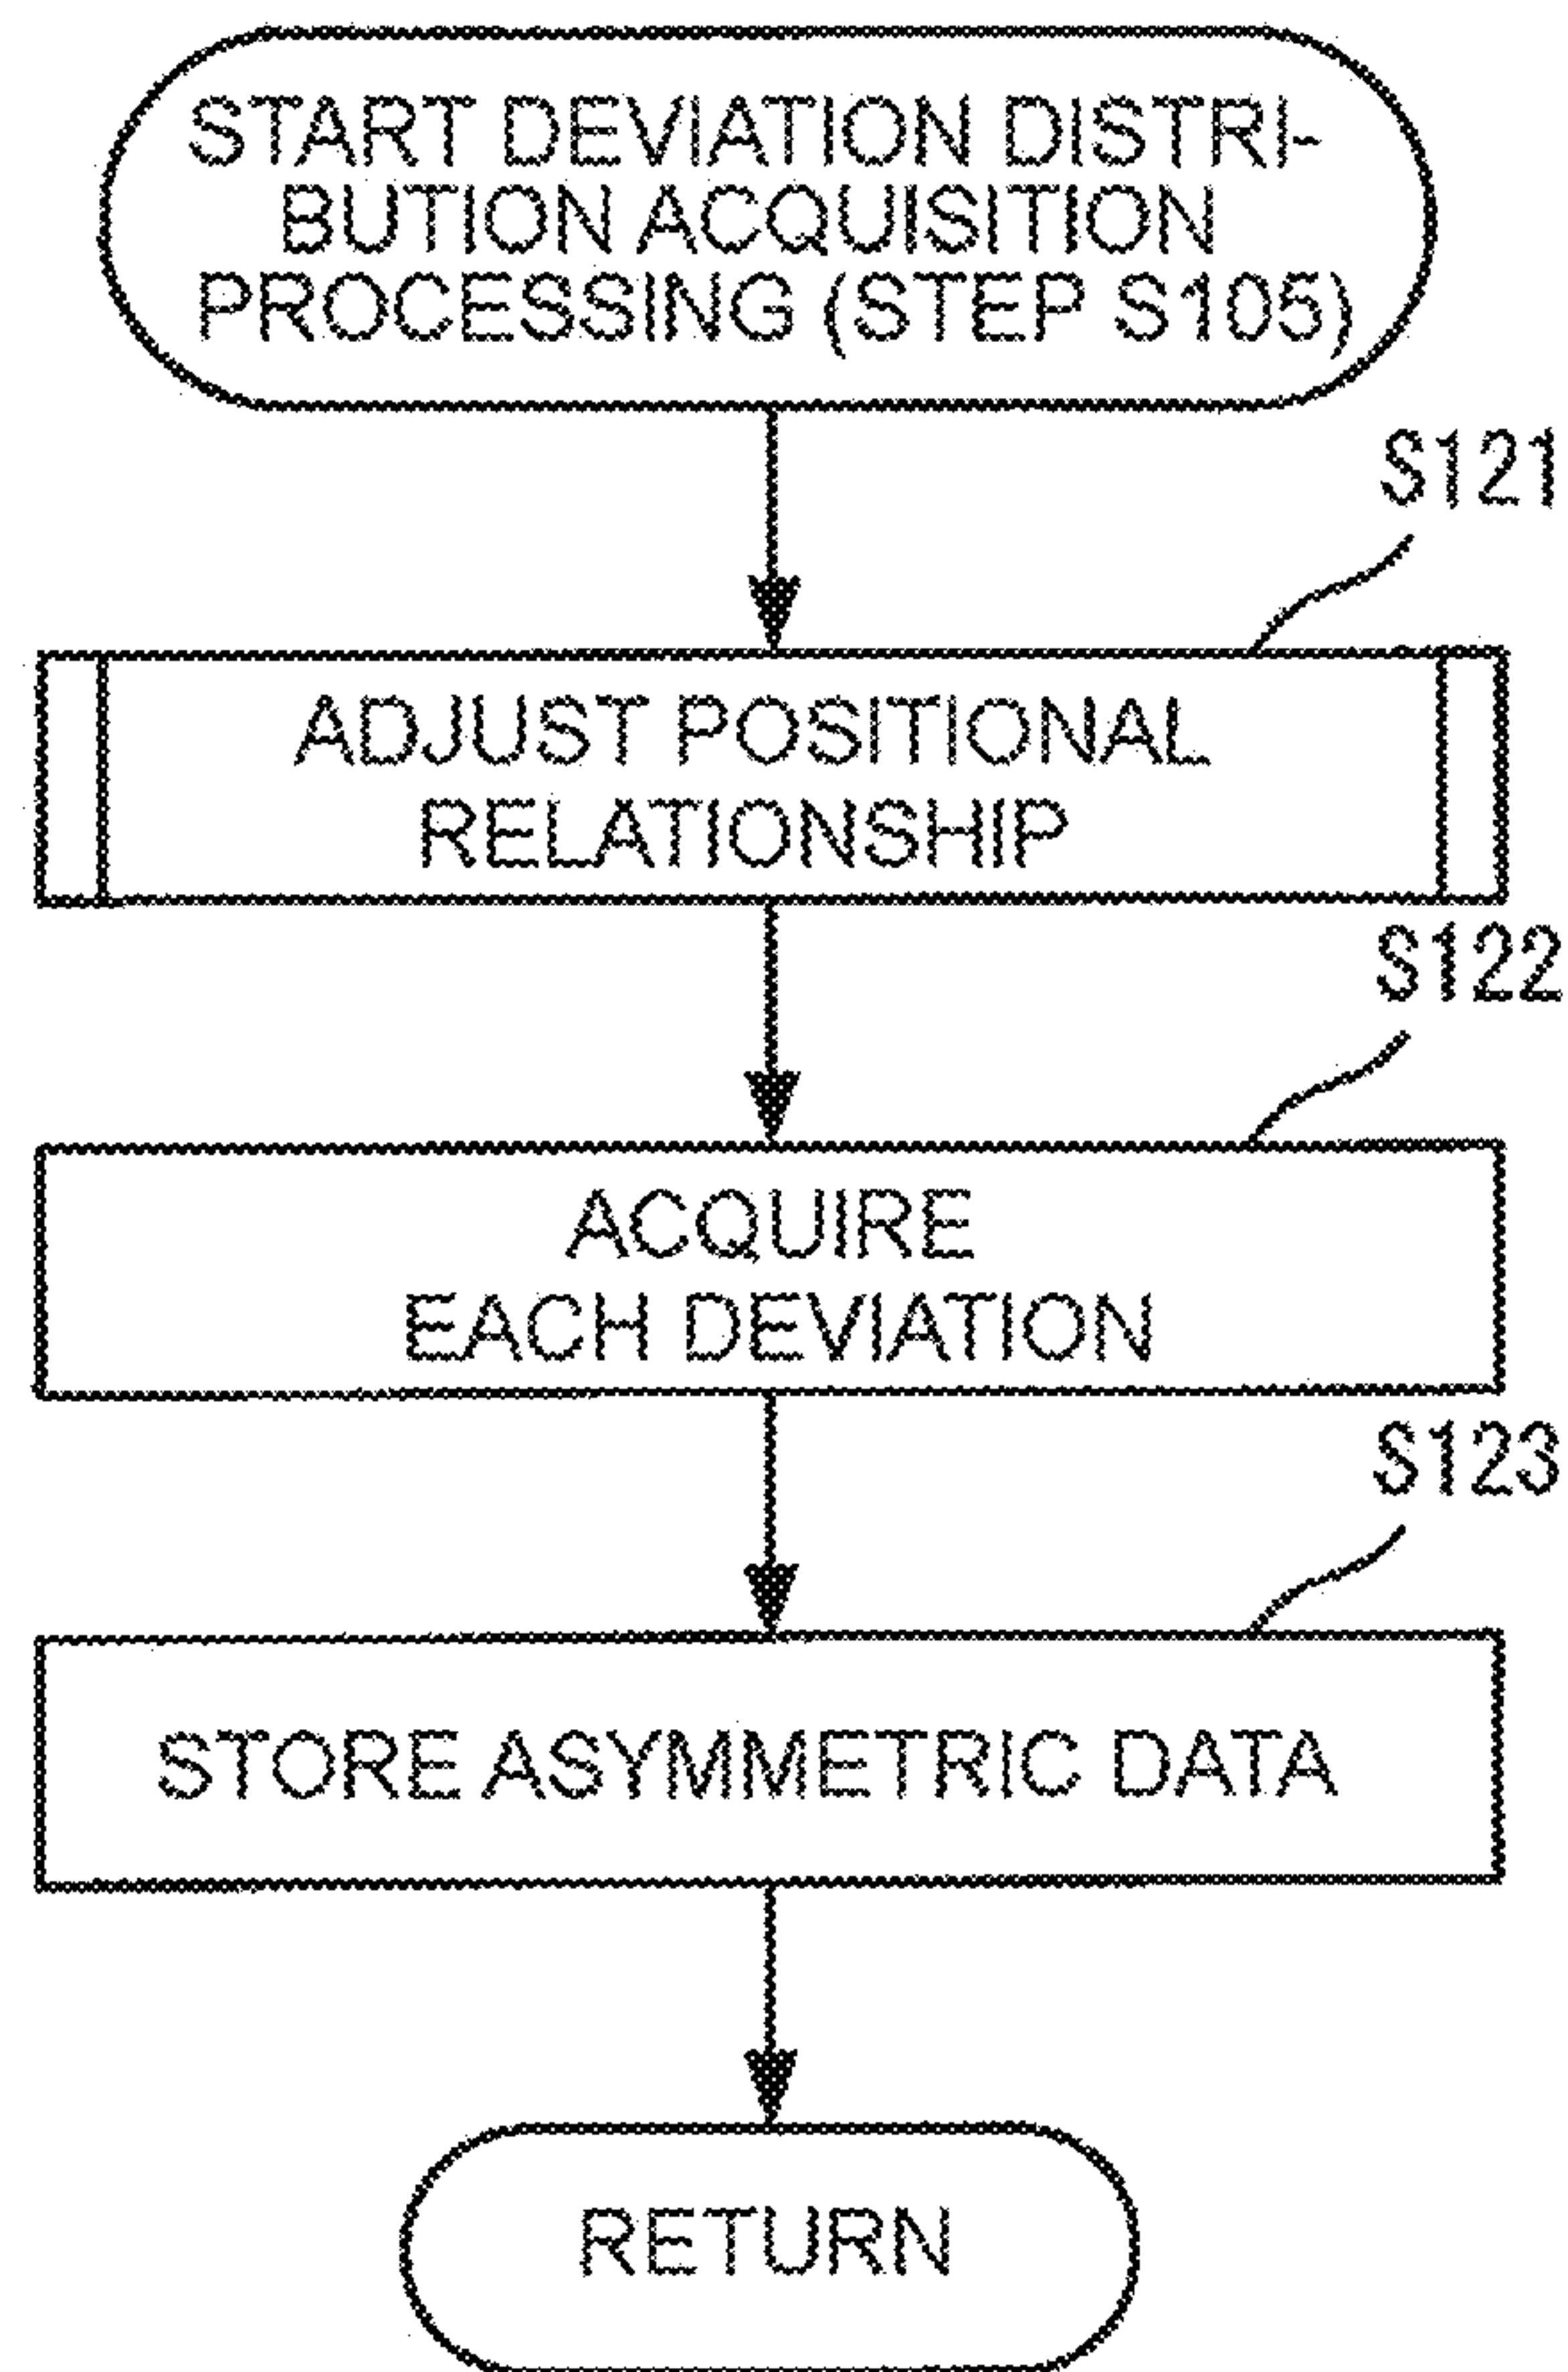 START DEVIATION DISTRI-
BUTION ACQUISITION
PROCESSING (STEP S105)
S121
ADJUST POSITIONAL
RELATIONSHIP
S122
ACQUIRE
EACH DEVIATION
S123
STORE ASYMMETRIC DATA
RETURN